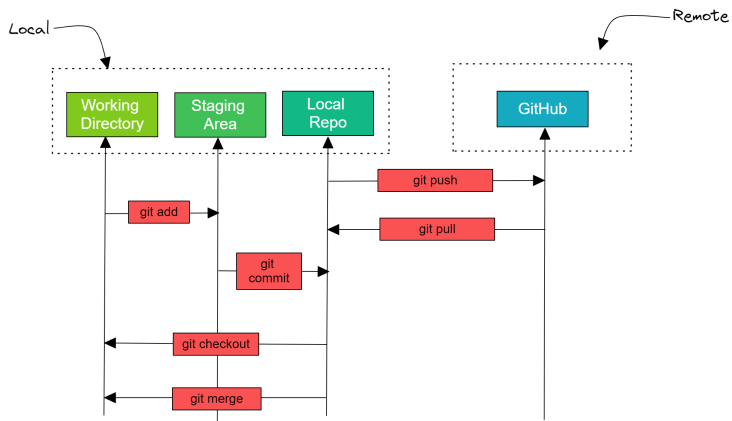 Local
Remote
Working
Directory
Staging
Area
Local
Repo
GitHub
git push
git add
git pull
git
commit
git checkout
git merge